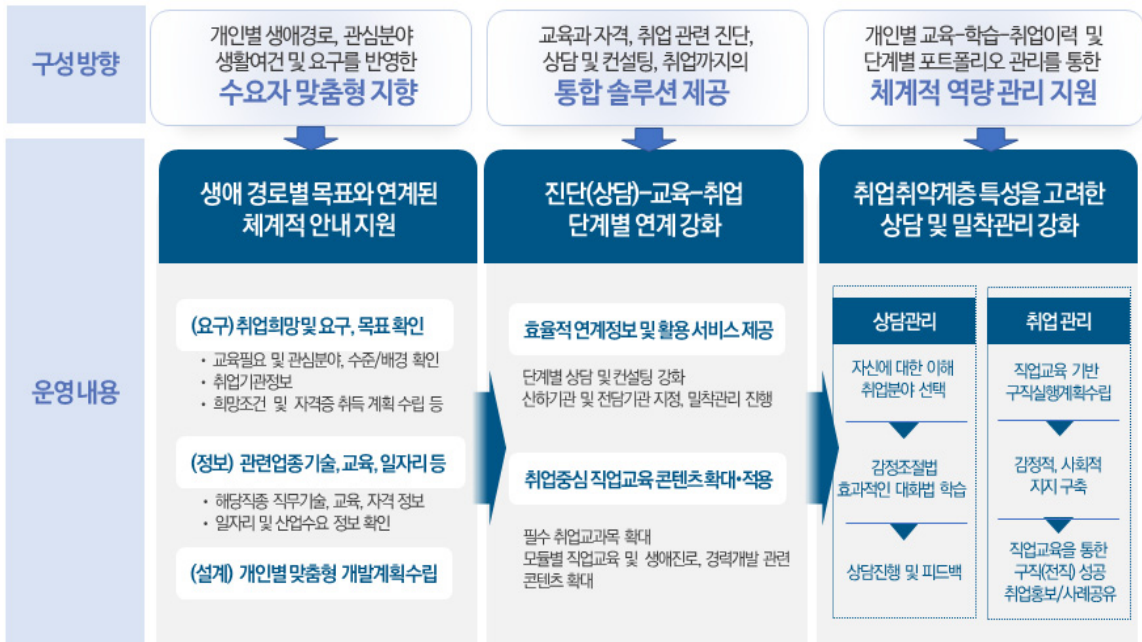 구성방향
개인별 생애경로, 관심분야
생활여건 및 요구를 반영한
수요자 맞춤형 지향
교육과 자격, 취업 관련 진단,
상담 및 컨설팅, 취업까지의
통합 솔루션 제공
개인별 교육-학습-취업이력 및
단계별 포트폴리오 관리를 통한
체계적 역량 관리 지원
운영내용
생애 경로별 목표와 연계된
체계적 안내 지원
(요구) 취업희망 및 요구, 목표 확인
• 교육필요 및 관심분야, 수준/배경 확인
• 취업기관정보
• 희망조건 및 자격증 취득 계획 수립 등
(정보) 관련업종 기술, 교육, 일자리 등
• 해당직종 직무기술, 교육, 자격 정보
• 일자리 및 산업수요 정보 확인
(설계) 개인별 맞춤형 개발계획수립
진단(상담)-교육-취업
단계별 연계 강화
효율적 연계정보 및 활용 서비스 제공
단계별 상담 및 컨설팅 강화
산하기관 및 전담기관 지정, 밀착관리 진행
취업중심 직업교육 콘텐츠 확대•적용
필수 취업교과목 확대
모듈별 직업교육 및 생애진로, 경력개발 관련
콘텐츠 확대
취업취약계층 특성을 고려한
상담 및 밀착관리 강화
상담관리
자신에 대한 이해
취업분야 선택
감정조절법
효과적인 대화법 학습
상담진행 및 피드백
취업 관리
직업교육 기반
구직실행계획수립
감정적, 사회적
지지 구축
직업교육을 통한
구직(전직) 성공
취업홍보/사례공유